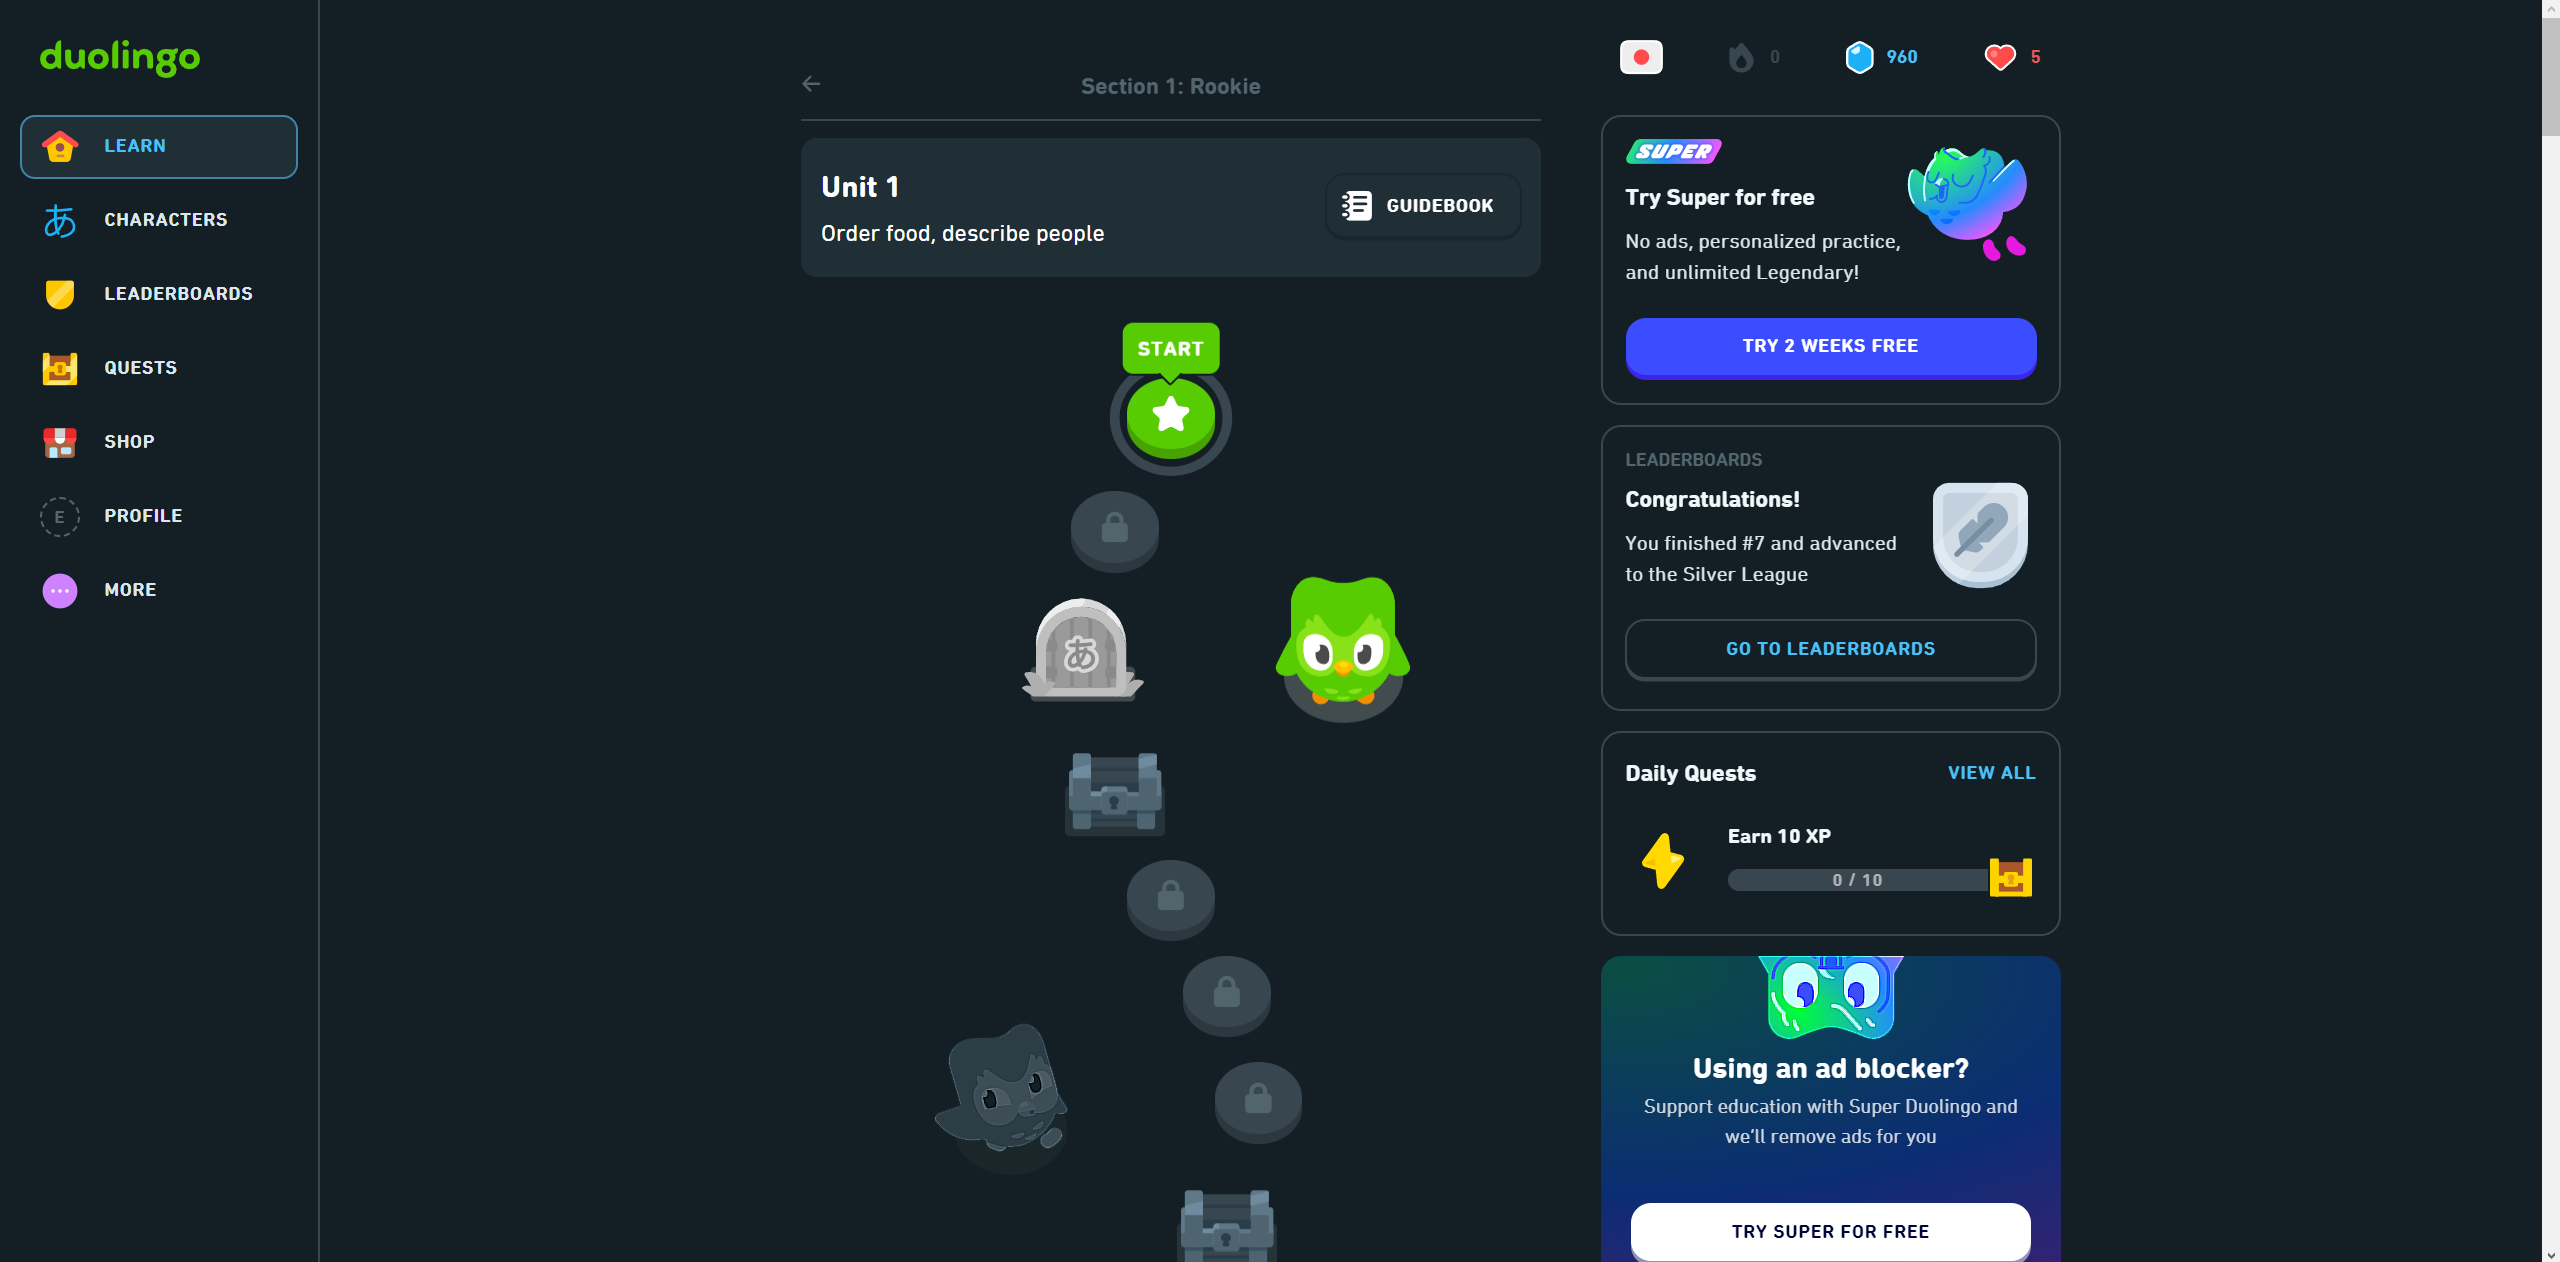 duolingo
LEARN
あ CHARACTERS
LEADERBOARDS
QUESTS
SHOP
E PROFILE
MORE
Section 1: Rookie
Unit 1
Order food, describe people
GUIDEBOOK
START
あ
0
960
5
SUPER
Try Super for free
No ads, personalized practice,
and unlimited Legendary!
TRY 2 WEEKS FREE
LEADERBOARDS
Congratulations!
You finished #7 and advanced
to the Silver League
GO TO LEADERBOARDS
Daily Quests
VIEW ALL
Earn 10 XP
0 / 10
Using an ad blocker?
Support education with Super Duolingo and
we'll remove ads for you
TRY SUPER FOR FREE